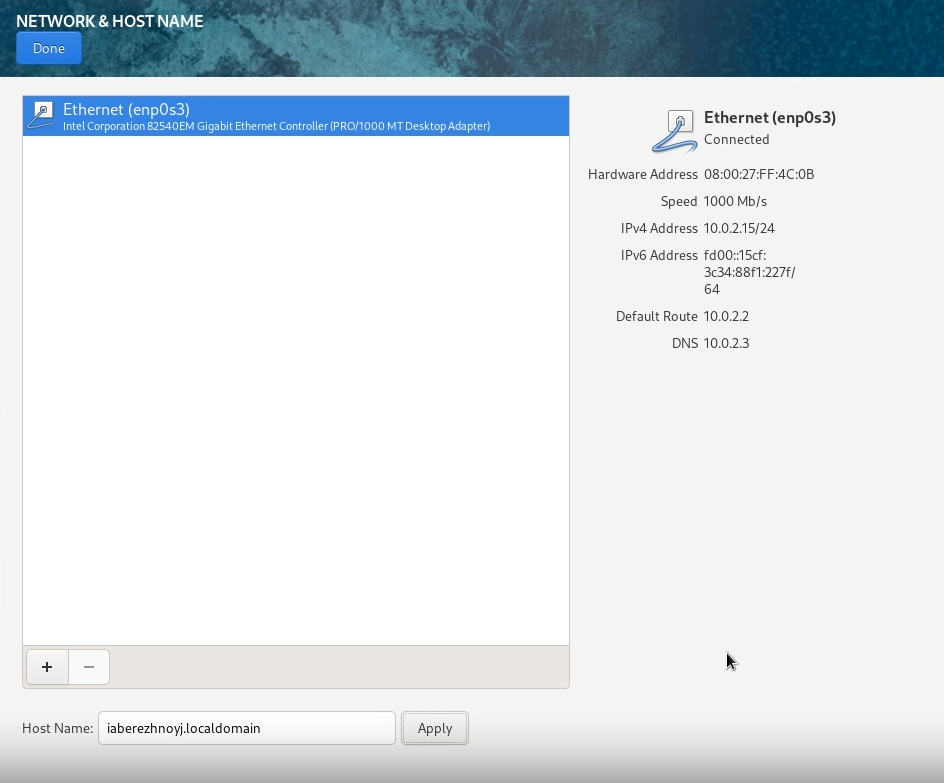 NETWORK & HOST NAME
Done
Ethernet (enp0s3)
Intel Corporation 82540EM Gigabit Ethernet Controller (PRO/1000 MT Desktop Adapter)
Ethernet (enp0s3)
Connected
Hardware Address 08:00:27:FF:4C:0B
Speed 1000 Mb/s
IPv4 Address 10.0.2.15/24
IPv6 Address fd00::15cf:
3c34:88f1:227f/
64
Default Route 10.0.2.2
DNS 10.0.2.3
+ −
Host Name: iaberezhnoyj.localdomain Apply